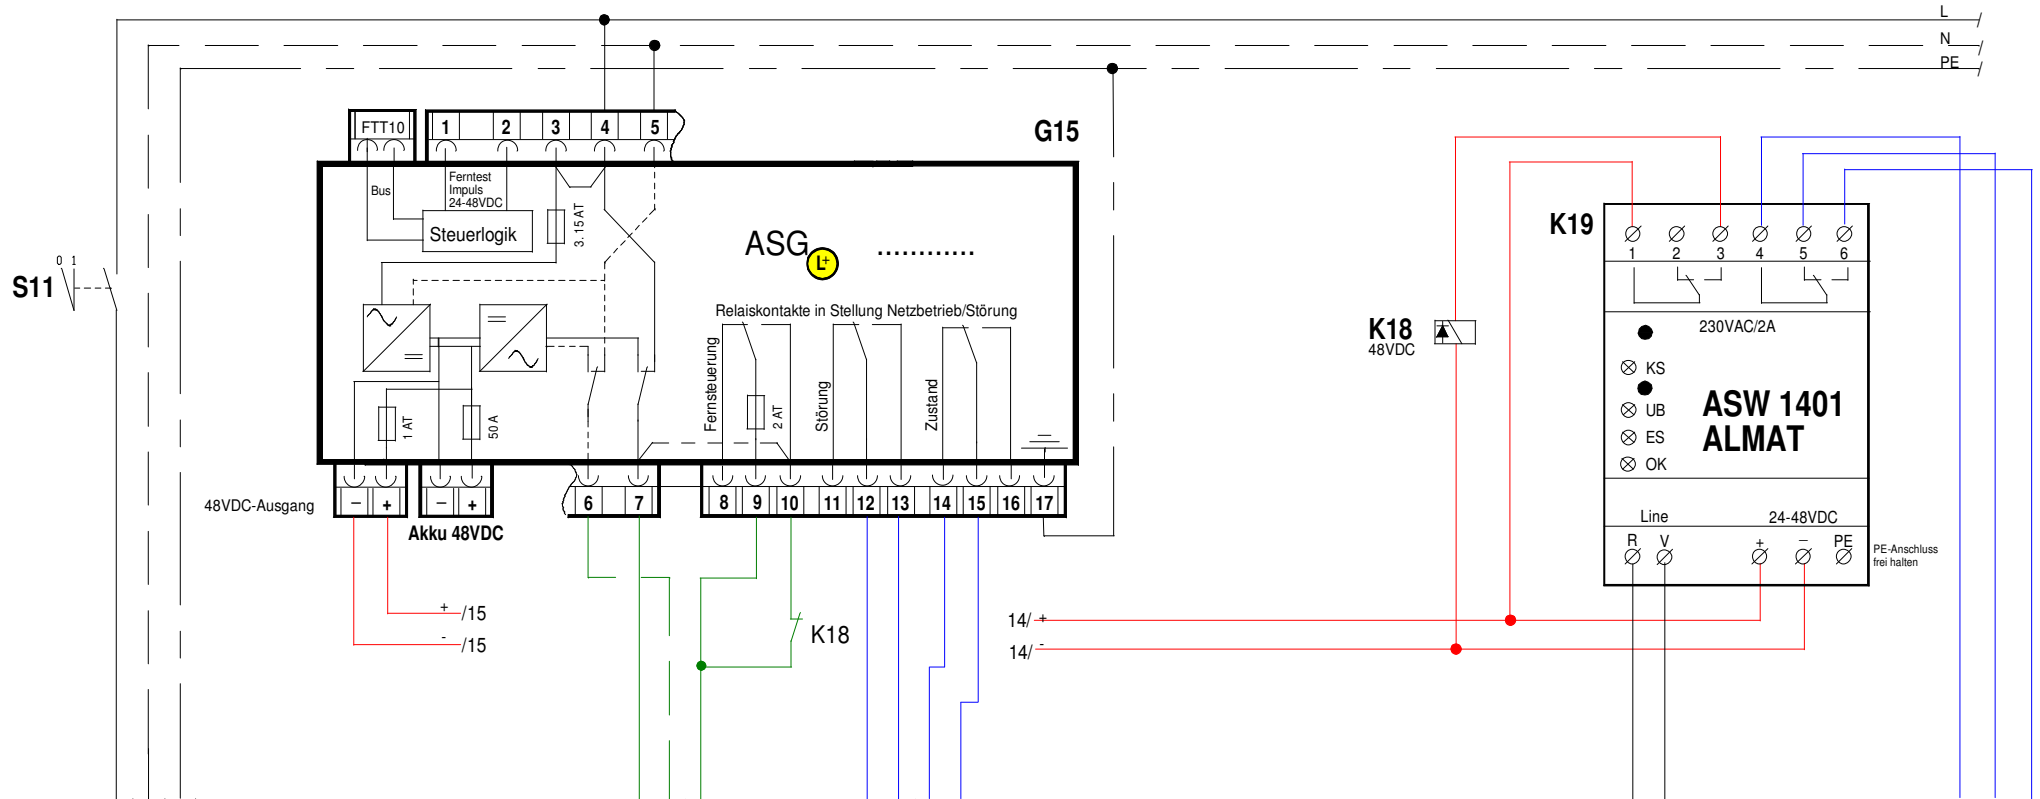 L
N
PE
FTT10
1 2 3 4 5
G15
Bus
Ferntest
Impuls
24-48VDC
Steuerlogik
3.15 AT
ASG L+ ............
K19
1 2 3 4 5 6
0 1
S11
Relaiskontakte in Stellung Netzbetrieb/Störung
230VAC/2A
K18
48VDC
KS
Fernsteuerung
Störung
Zustand
1 AT
50 A
2 AT
UB
ES
OK
ASW 1401
ALMAT
48VDC-Ausgang
− + − +
6 7 8 9 10 11 12 13 14 15 16 17
Akku 48VDC
Line 24-48VDC
R V + − PE
PE-Anschluss
frei halten
+ /15
- /15
K18
14/ +
14/ -